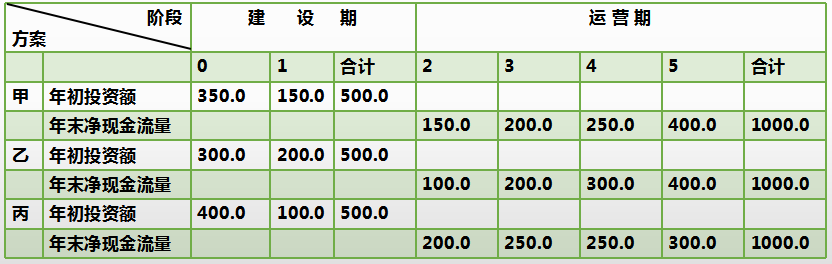 阶段 建 设 期 运 营 期
方案
0 1 合计 2 3 4 5 合计
甲 年初投资额 350.0 150.0 500.0
年末净现金流量 150.0 200.0 250.0 400.0 1000.0
乙 年初投资额 300.0 200.0 500.0
年末净现金流量 100.0 200.0 300.0 400.0 1000.0
丙 年初投资额 400.0 100.0 500.0
年末净现金流量 200.0 250.0 250.0 300.0 1000.0